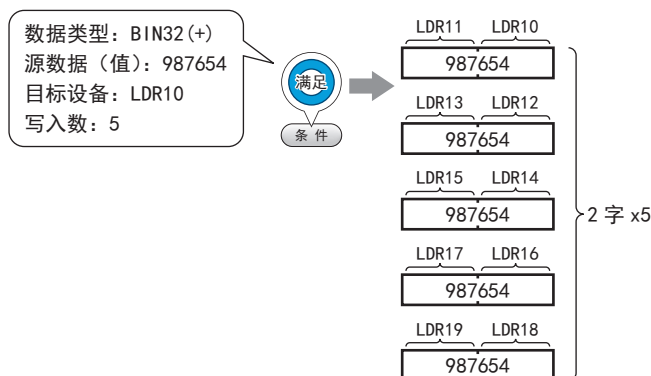 数据类型：BIN32(+)
源数据（值）：987654
目标设备：LDR10
写入数：5
满足
条 件
LDR11 LDR10
987654
LDR13 LDR12
987654
LDR15 LDR14
987654
LDR17 LDR16
987654
LDR19 LDR18
987654
2 字 x5